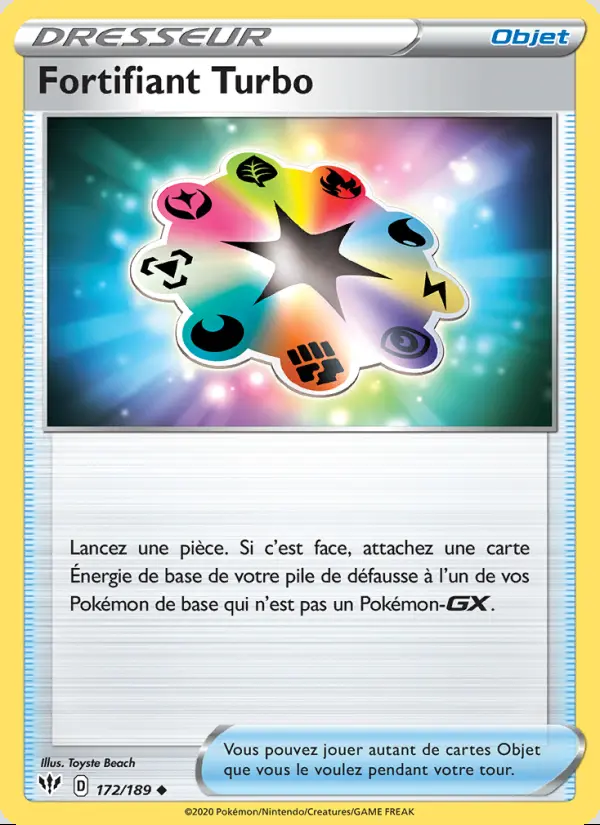 DRESSEUR
Objet
Fortifiant Turbo
Lancez une pièce. Si c'est face, attachez une carte
Énergie de base de votre pile de défausse à l'un de vos
Pokémon de base qui n'est pas un Pokémon-GX.
Vous pouvez jouer autant de cartes Objet
que vous le voulez pendant votre tour.
Illus. Toyste Beach
D 172/189
©2020 Pokémon/Nintendo/Creatures/GAME FREAK